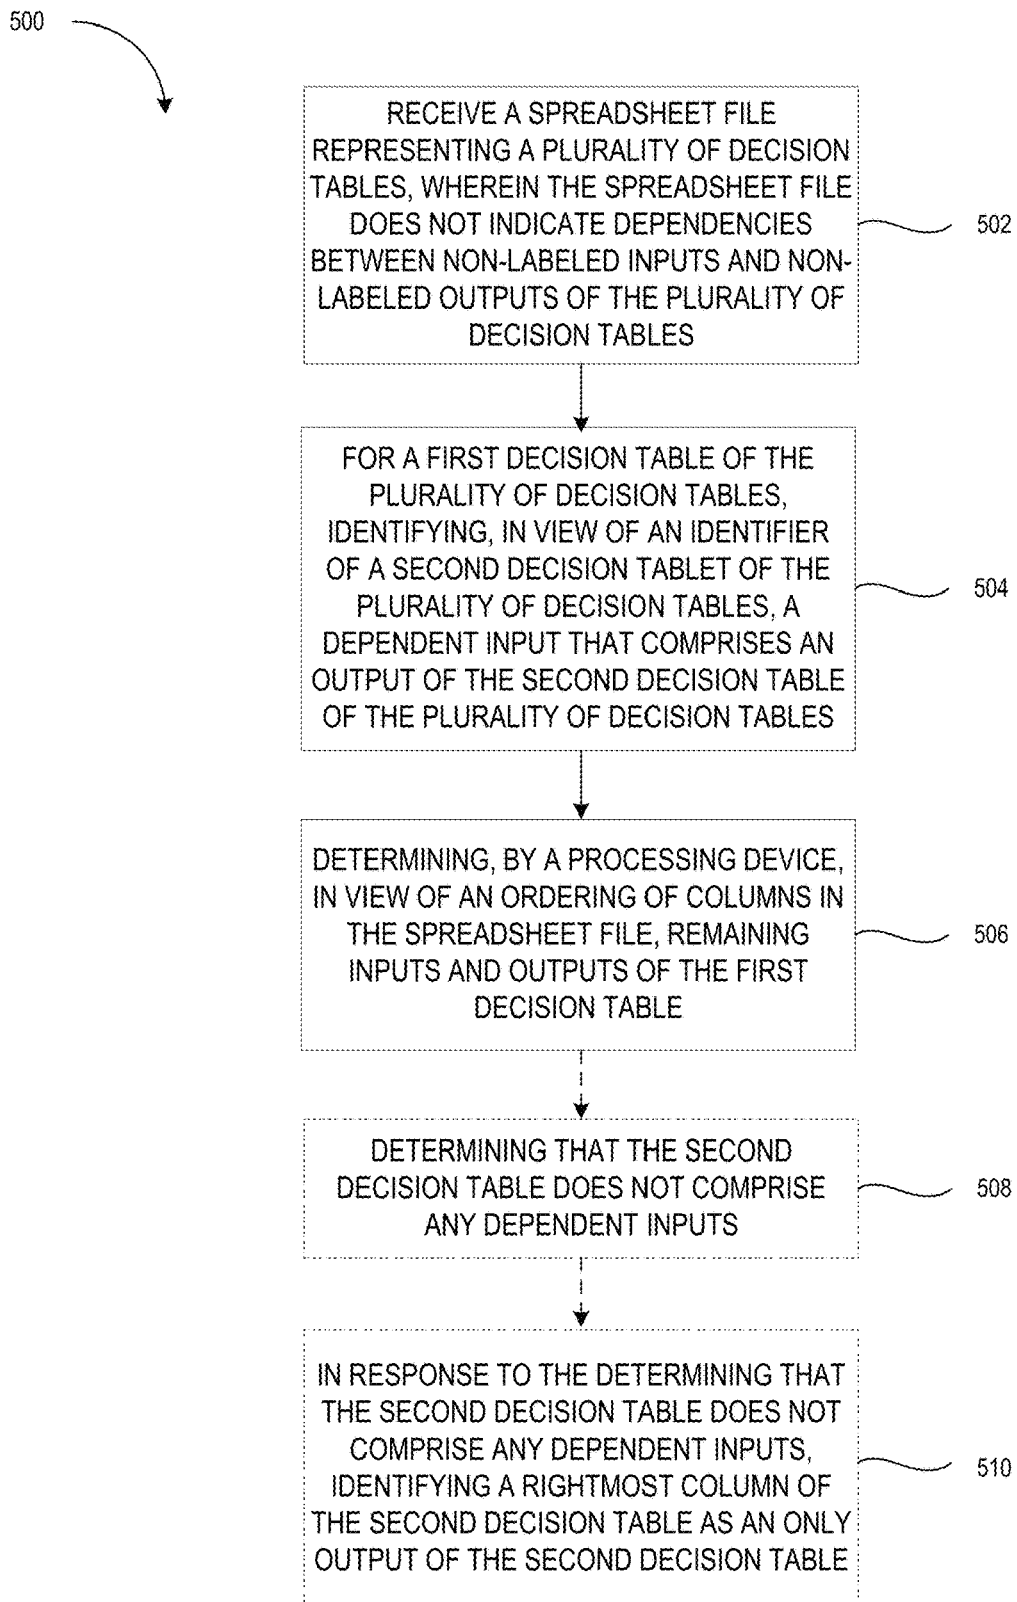 500
RECEIVE A SPREADSHEET FILE
REPRESENTING A PLURALITY OF DECISION
TABLES, WHEREIN THE SPREADSHEET FILE
DOES NOT INDICATE DEPENDENCIES
BETWEEN NON-LABELED INPUTS AND NON-
LABELED OUTPUTS OF THE PLURALITY OF
DECISION TABLES
502
FOR A FIRST DECISION TABLE OF THE
PLURALITY OF DECISION TABLES,
IDENTIFYING, IN VIEW OF AN IDENTIFIER
OF A SECOND DECISION TABLET OF THE
PLURALITY OF DECISION TABLES, A
DEPENDENT INPUT THAT COMPRISES AN
OUTPUT OF THE SECOND DECISION TABLE
OF THE PLURALITY OF DECISION TABLES
504
DETERMINING, BY A PROCESSING DEVICE,
IN VIEW OF AN ORDERING OF COLUMNS IN
THE SPREADSHEET FILE, REMAINING
INPUTS AND OUTPUTS OF THE FIRST
DECISION TABLE
506
DETERMINING THAT THE SECOND
DECISION TABLE DOES NOT COMPRISE
ANY DEPENDENT INPUTS
508
IN RESPONSE TO THE DETERMINING THAT
THE SECOND DECISION TABLE DOES NOT
COMPRISE ANY DEPENDENT INPUTS,
IDENTIFYING A RIGHTMOST COLUMN OF
THE SECOND DECISION TABLE AS AN ONLY
OUTPUT OF THE SECOND DECISION TABLE
510